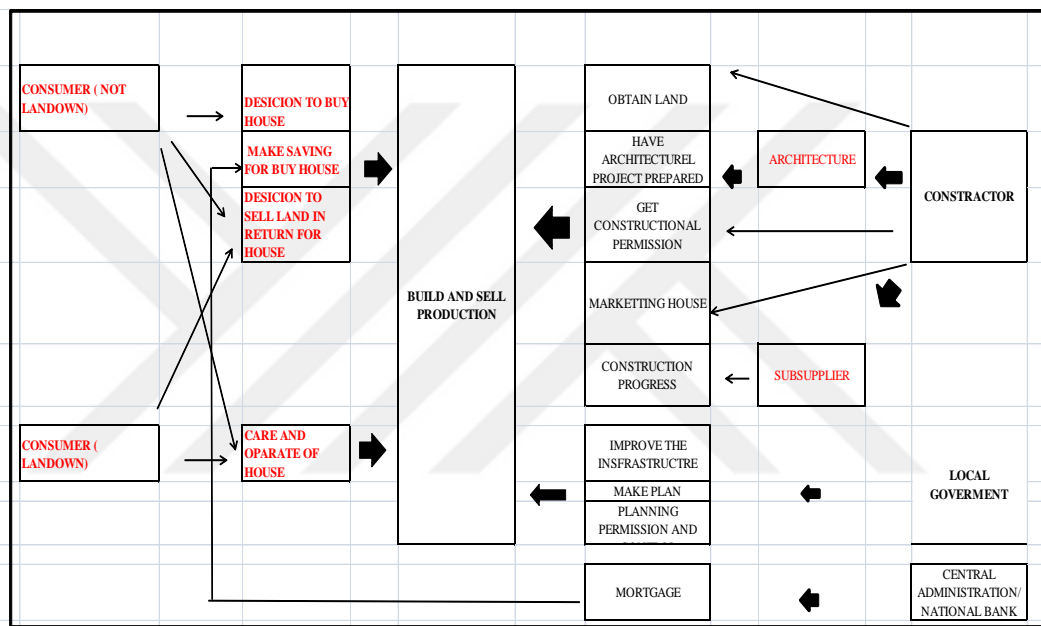 CONSUMER ( NOT
LANDOWN)
DESICION TO BUY
HOUSE
MAKE SAVING
FOR BUY HOUSE
DESICION TO
SELL LAND IN
RETURN FOR
HOUSE
CONSUMER (
LANDOWN)
CARE AND
OPARATE OF
HOUSE
BUILD AND SELL
PRODUCTION
OBTAIN LAND
HAVE
ARCHITECTUREL
PROJECT PREPARED
GET
CONSTRUCTIONAL
PERMISSION
MARKETTING HOUSE
CONSTRUCTION
PROGRESS
IMPROVE THE
INSFRASTRUCTRE
MAKE PLAN
PLANNING
PERMISSION AND
MORTGAGE
ARCHITECTURE
SUBSUPPLIER
CONSTRACTOR
LOCAL
GOVERMENT
CENTRAL
ADMINISTRATION/
NATIONAL BANK